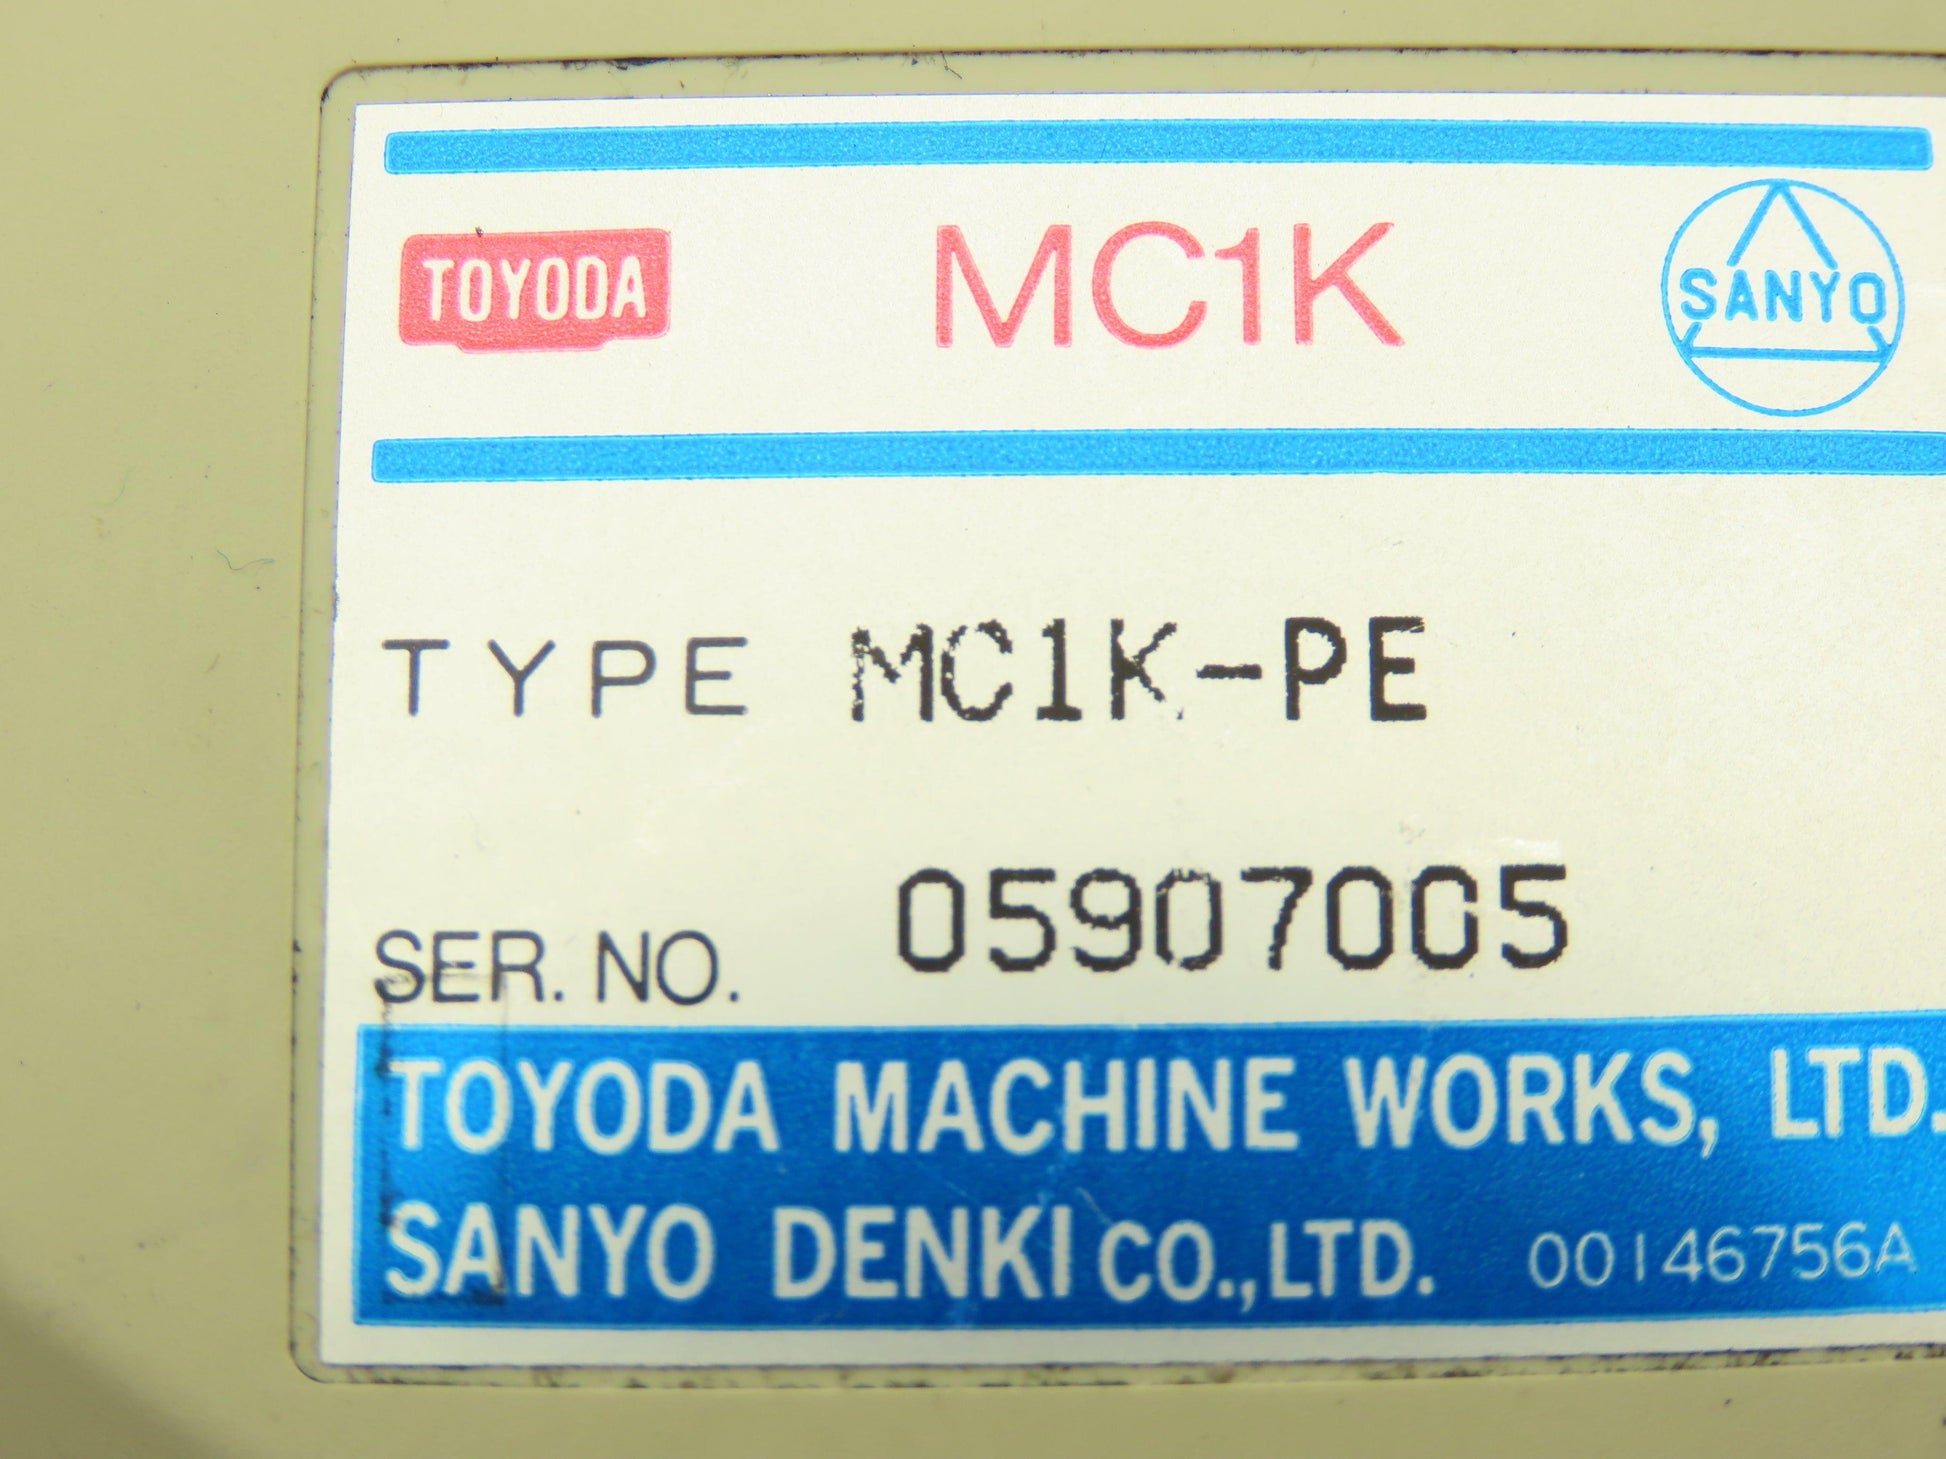 TOYODA MC1K SANYO
TYPE MC1K-PE
SER. NO. 05907005
TOYODA MACHINE WORKS, LTD.
SANYO DENKI CO.,LTD. 00146756A